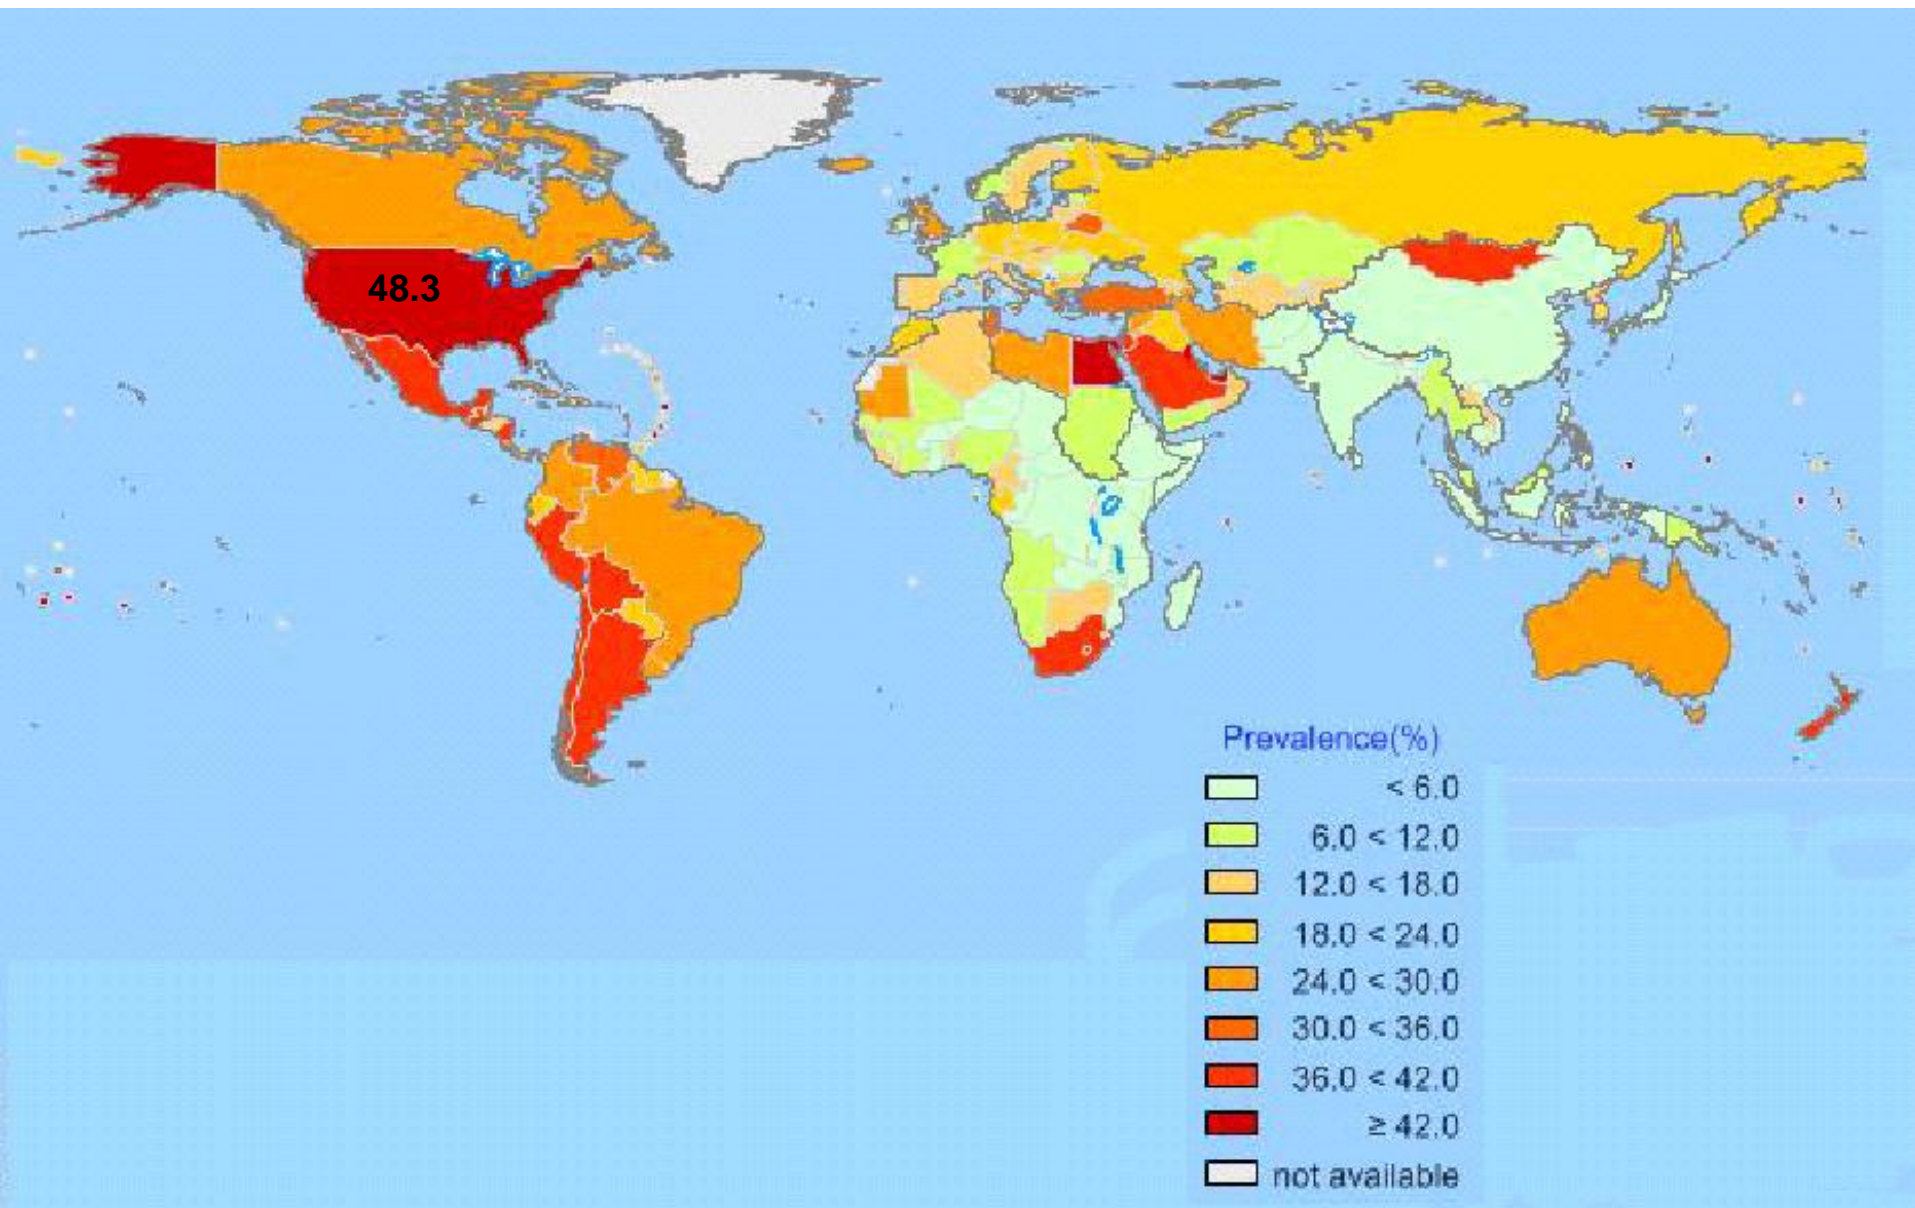 48.3
Prevalence(%)
< 6.0
6.0 < 12.0
12.0 < 18.0
18.0 < 24.0
24.0 < 30.0
30.0 < 36.0
36.0 < 42.0
≥ 42.0
not available